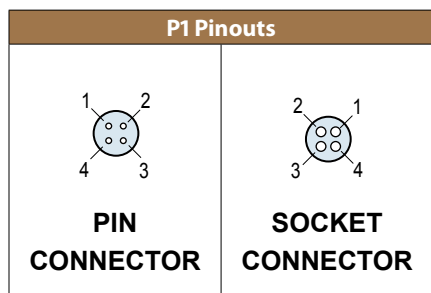 P1 Pinouts
1 2
4 3
PIN
CONNECTOR
2 1
3 4
SOCKET
CONNECTOR